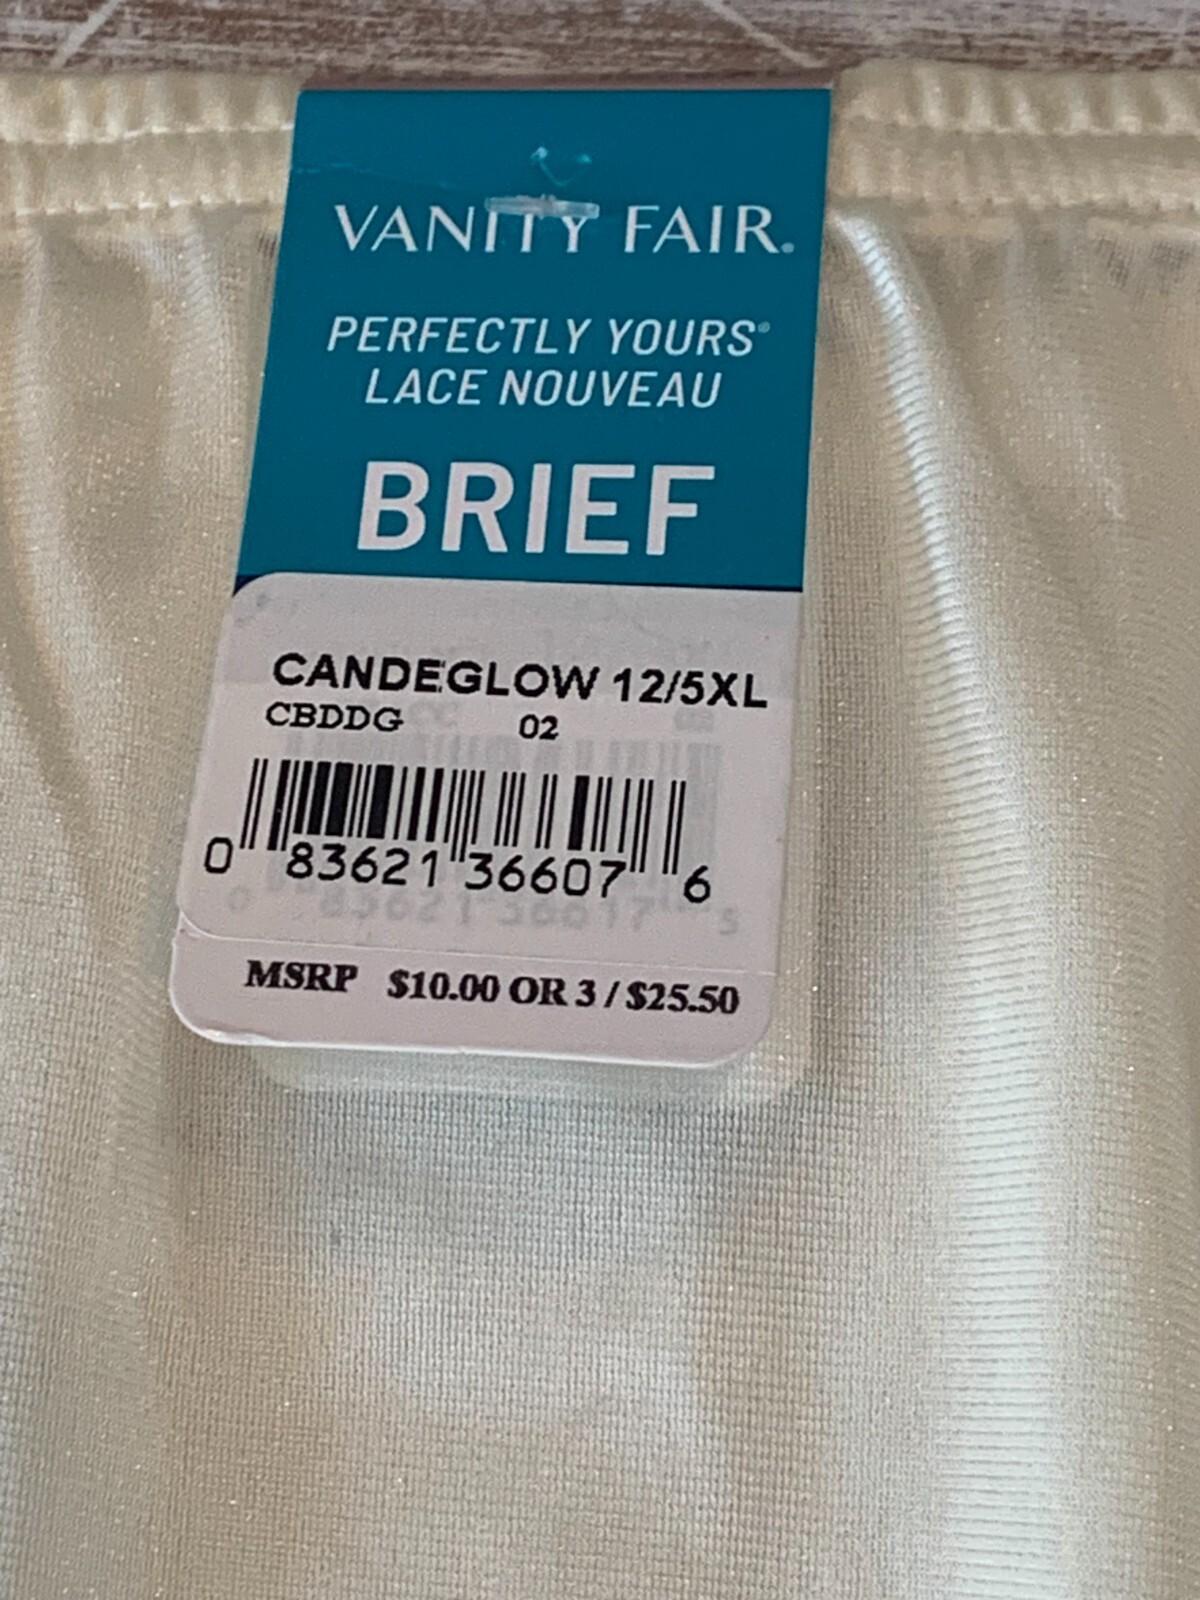 VANITY FAIR.
PERFECTLY YOURS®
LACE NOUVEAU
BRIEF
CANDEGLOW 12/5XL
CBDDG 02
0 83621 36607 6
MSRP $10.00 OR 3 / $25.50